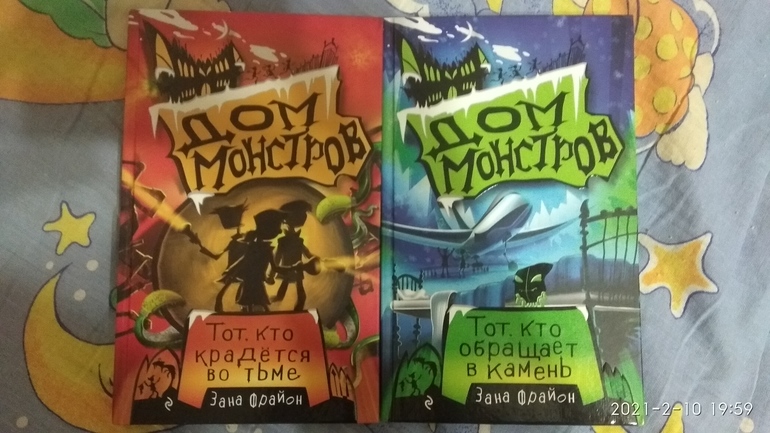 ДОМ
МОНСТРОВ
Тот, кто
крадётся
во тьме
Зана Фрайон
ДОМ
МОНСТРОВ
Тот, кто
обращает
в камень
Зана Фрайон
2021-2-10 19:59